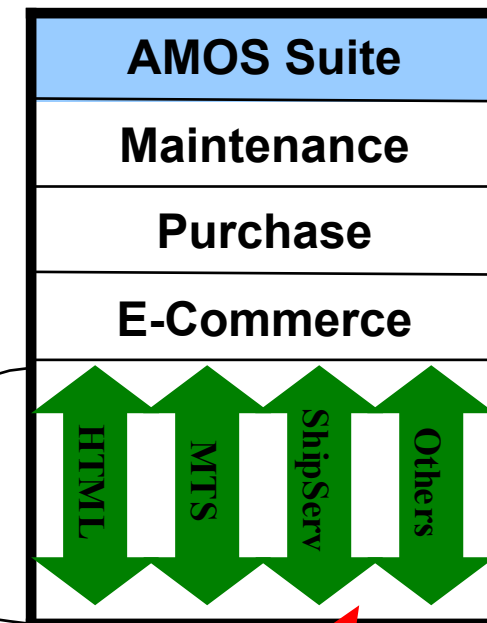 AMOS Suite
Maintenance
Purchase
E-Commerce
HTML
MTS
ShipServ
Others